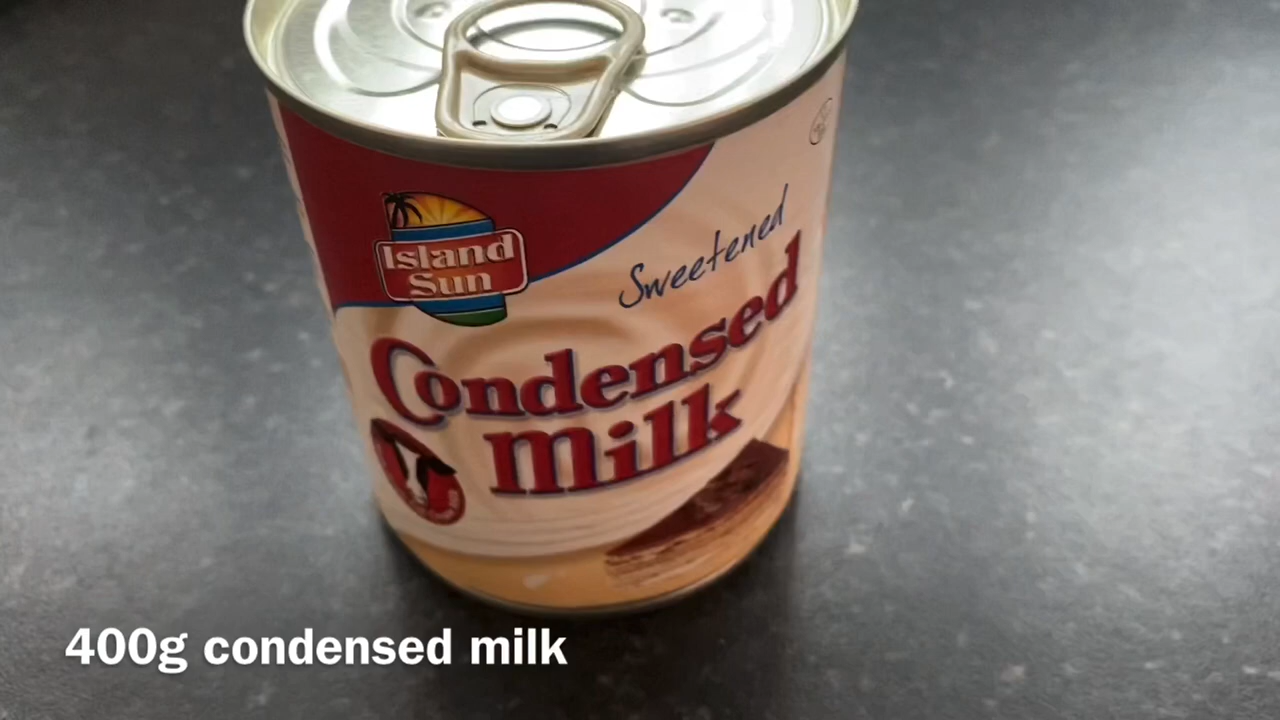 Island
Sun
Sweetened
Condensed
Milk
400g condensed milk